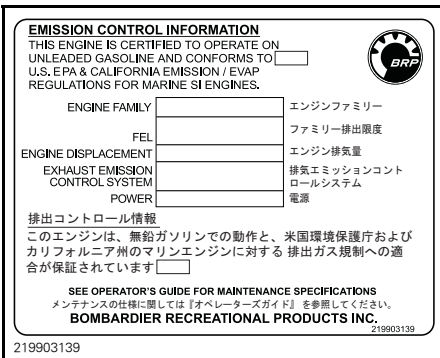 EMISSION CONTROL INFORMATION
THIS ENGINE IS CERTIFIED TO OPERATE ON
UNLEADED GASOLINE AND CONFORMS TO
U.S. EPA & CALIFORNIA EMISSION / EVAP
REGULATIONS FOR MARINE SI ENGINES.
BRP
ENGINE FAMILY エンジンファミリー
FEL ファミリー排出限度
ENGINE DISPLACEMENT エンジン排気量
EXHAUST EMISSION 排気エミッションコント
CONTROL SYSTEM ロールシステム
POWER 電源
排出コントロール情報
このエンジンは、無鉛ガソリンでの動作と、米国環境保護庁および
カリフォルニア州のマリンエンジンに対する 排出ガス規制への適
合が保証されています
SEE OPERATOR'S GUIDE FOR MAINTENANCE SPECIFICATIONS
メンテナンスの仕様に関しては『オペレーターズガイド』を参照してください。
BOMBARDIER RECREATIONAL PRODUCTS INC.
219903139
219903139